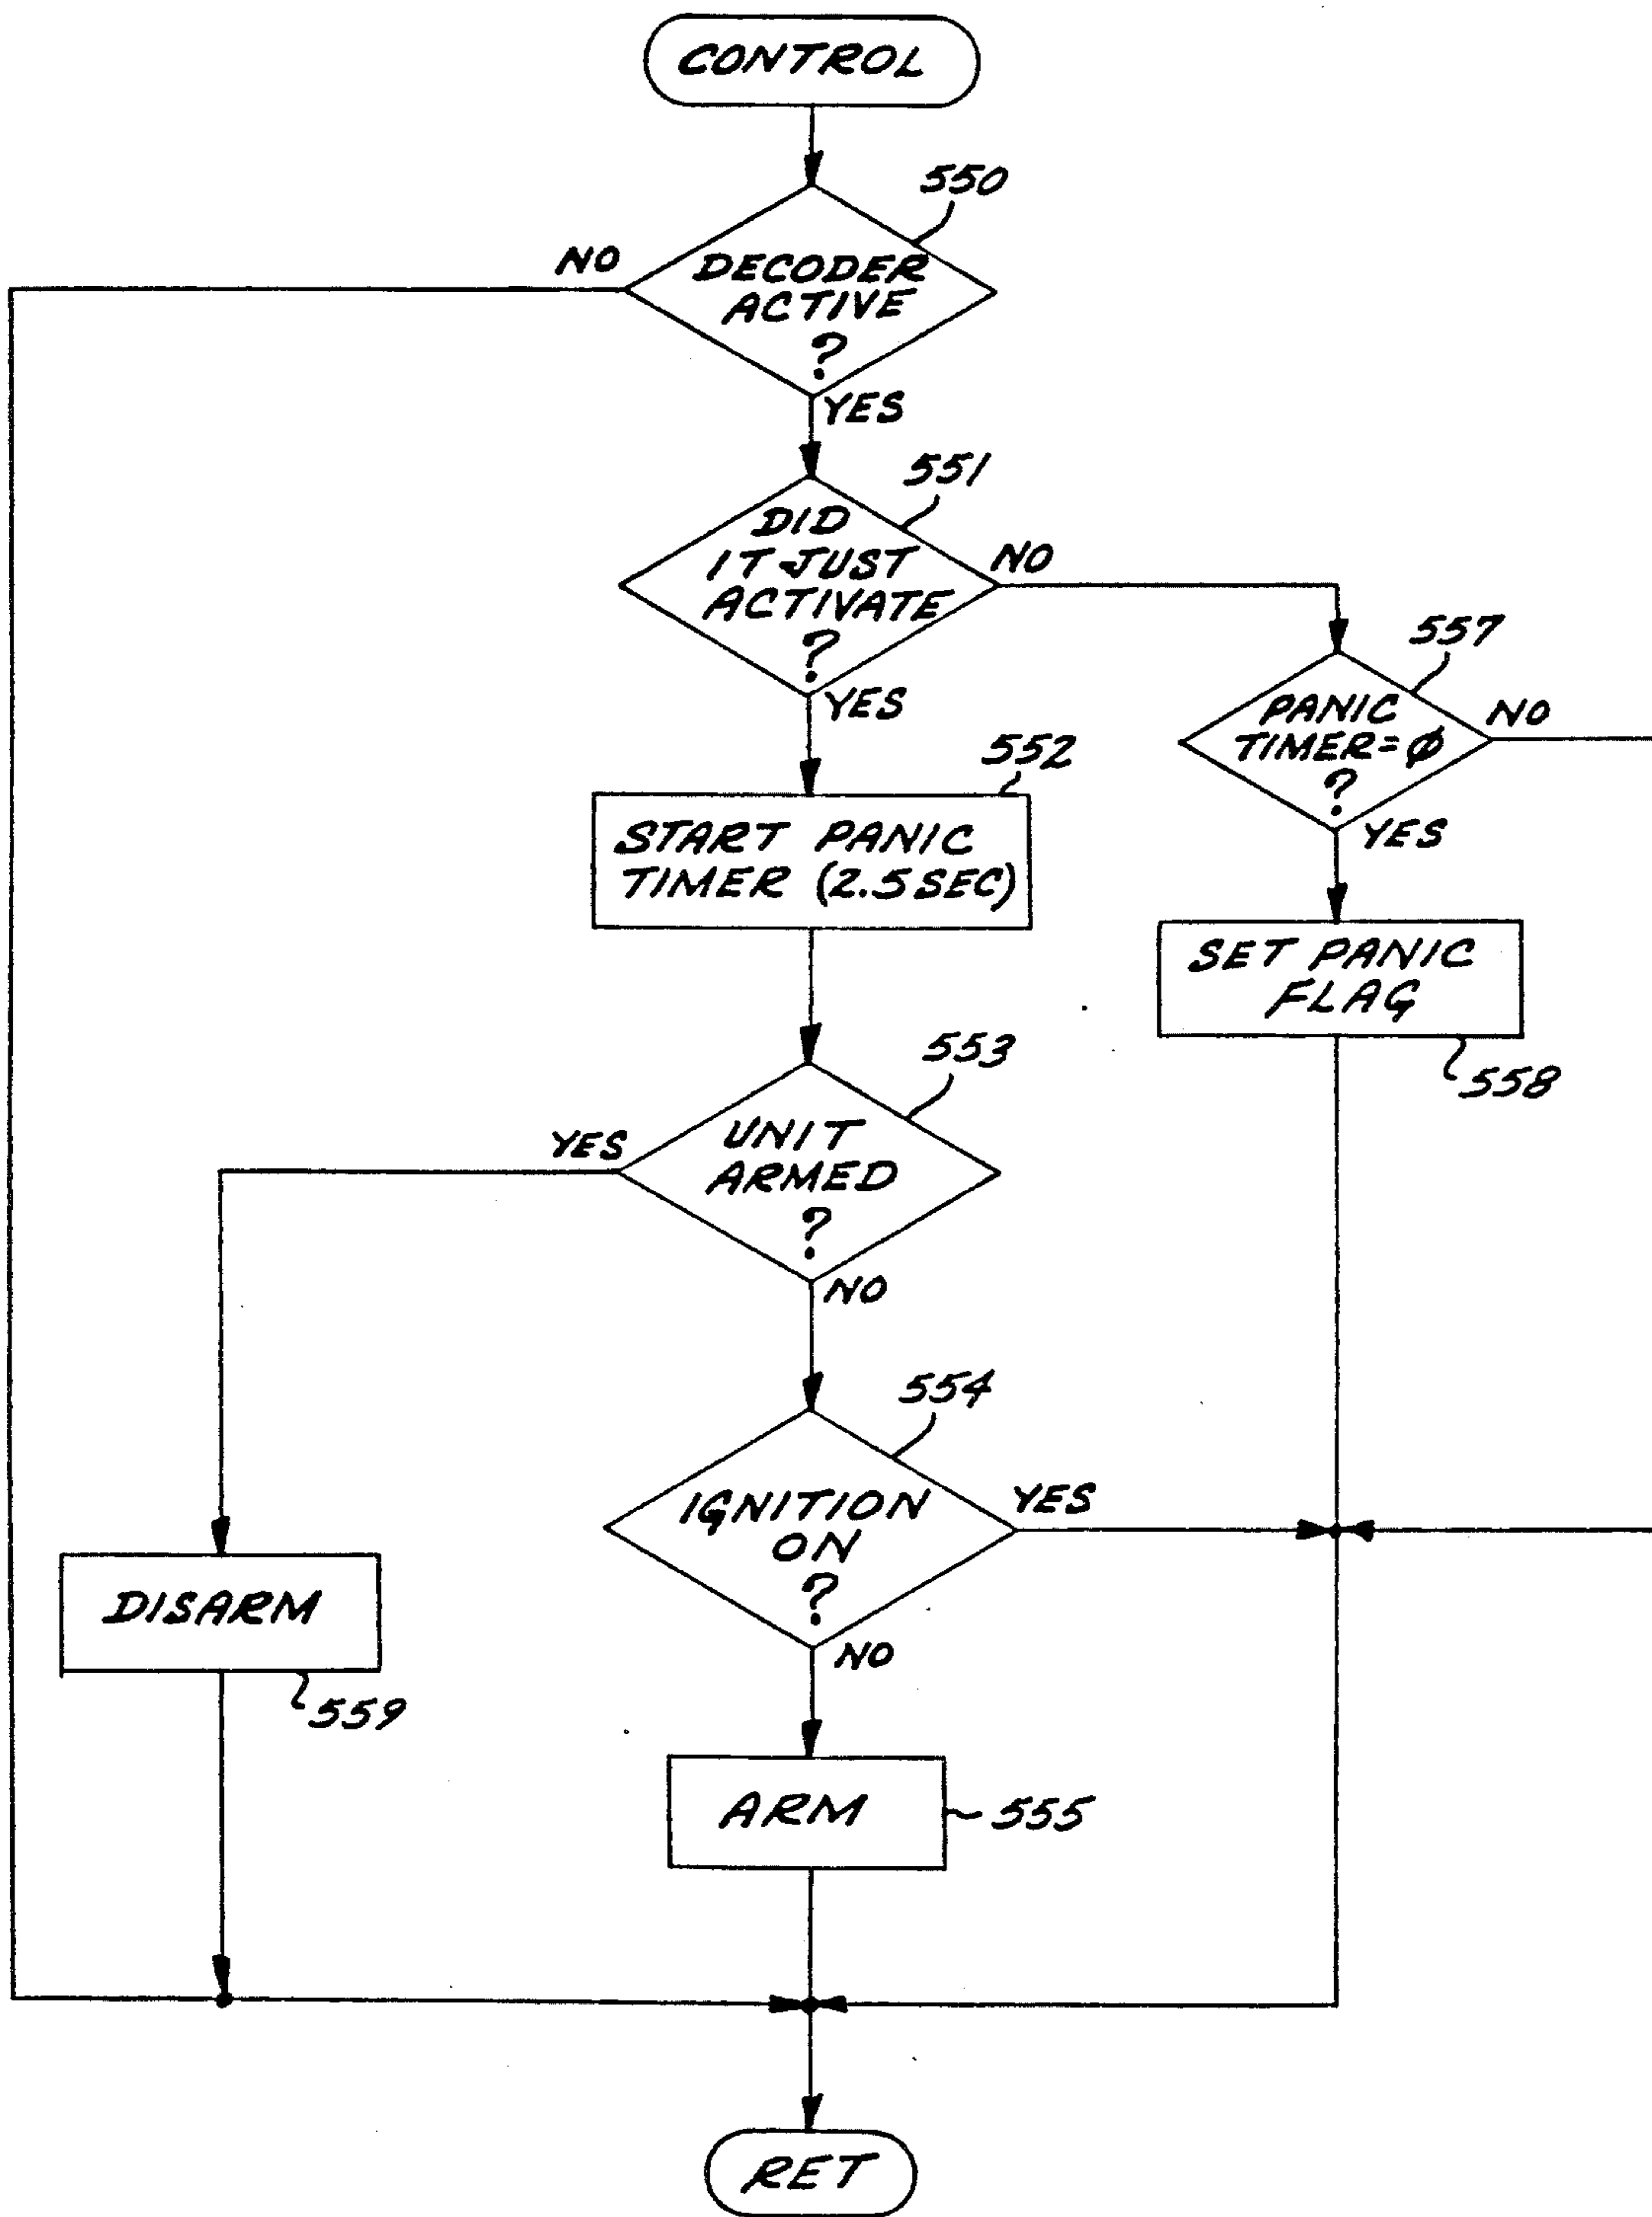 CONTROL
550
NO
DECODER
ACTIVE
?
YES
551
DID
IT JUST
ACTIVATE
?
NO
YES
557
PANIC
TIMER=Ø
?
NO
YES
552
START PANIC
TIMER (2.5 SEC)
SET PANIC
FLAG
558
553
YES
UNIT
ARMED
?
NO
554
IGNITION
ON
?
YES
NO
DISARM
559
ARM
555
RET